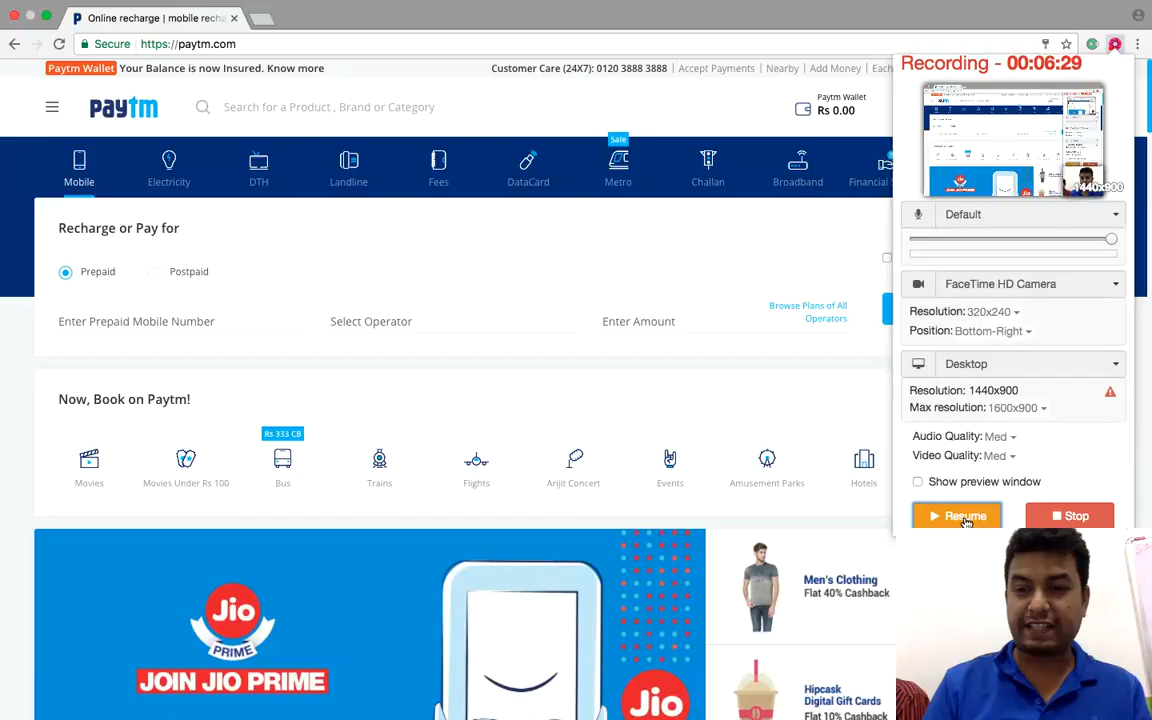 Online recharge | mobile recha
Secure https://paytm.com
Recording - 00:06:29
Paytm Wallet Your Balance is now Insured. Know more
Customer Care (24X7): 0120 3888 3888 Accept Payments Nearby Add Money Each
paytm
Search for a Product , Brand or Category
Paytm Wallet
Rs 0.00
1440x900
Sale
Mobile Electricity DTH Landline Fees DataCard Metro Challan Broadband Financial
Default
Recharge or Pay for
Prepaid Postpaid
FaceTime HD Camera
Resolution: 320x240
Position: Bottom-Right
Browse Plans of All
Operators
Enter Prepaid Mobile Number Select Operator Enter Amount
Desktop
Resolution: 1440x900
Max resolution: 1600x900
Audio Quality: Med
Video Quality: Med
Show preview window
Resume Stop
Now, Book on Paytm!
Rs 333 CB
Movies Movies Under Rs 100 Bus Trains Flights Arijit Concert Events Amusement Parks Hotels
Jio
PRIME
JOIN JIO PRIME
Jio
Men's Clothing
Flat 40% Cashback
Hipcask
Digital Gift Cards
Flat 10% Cashback